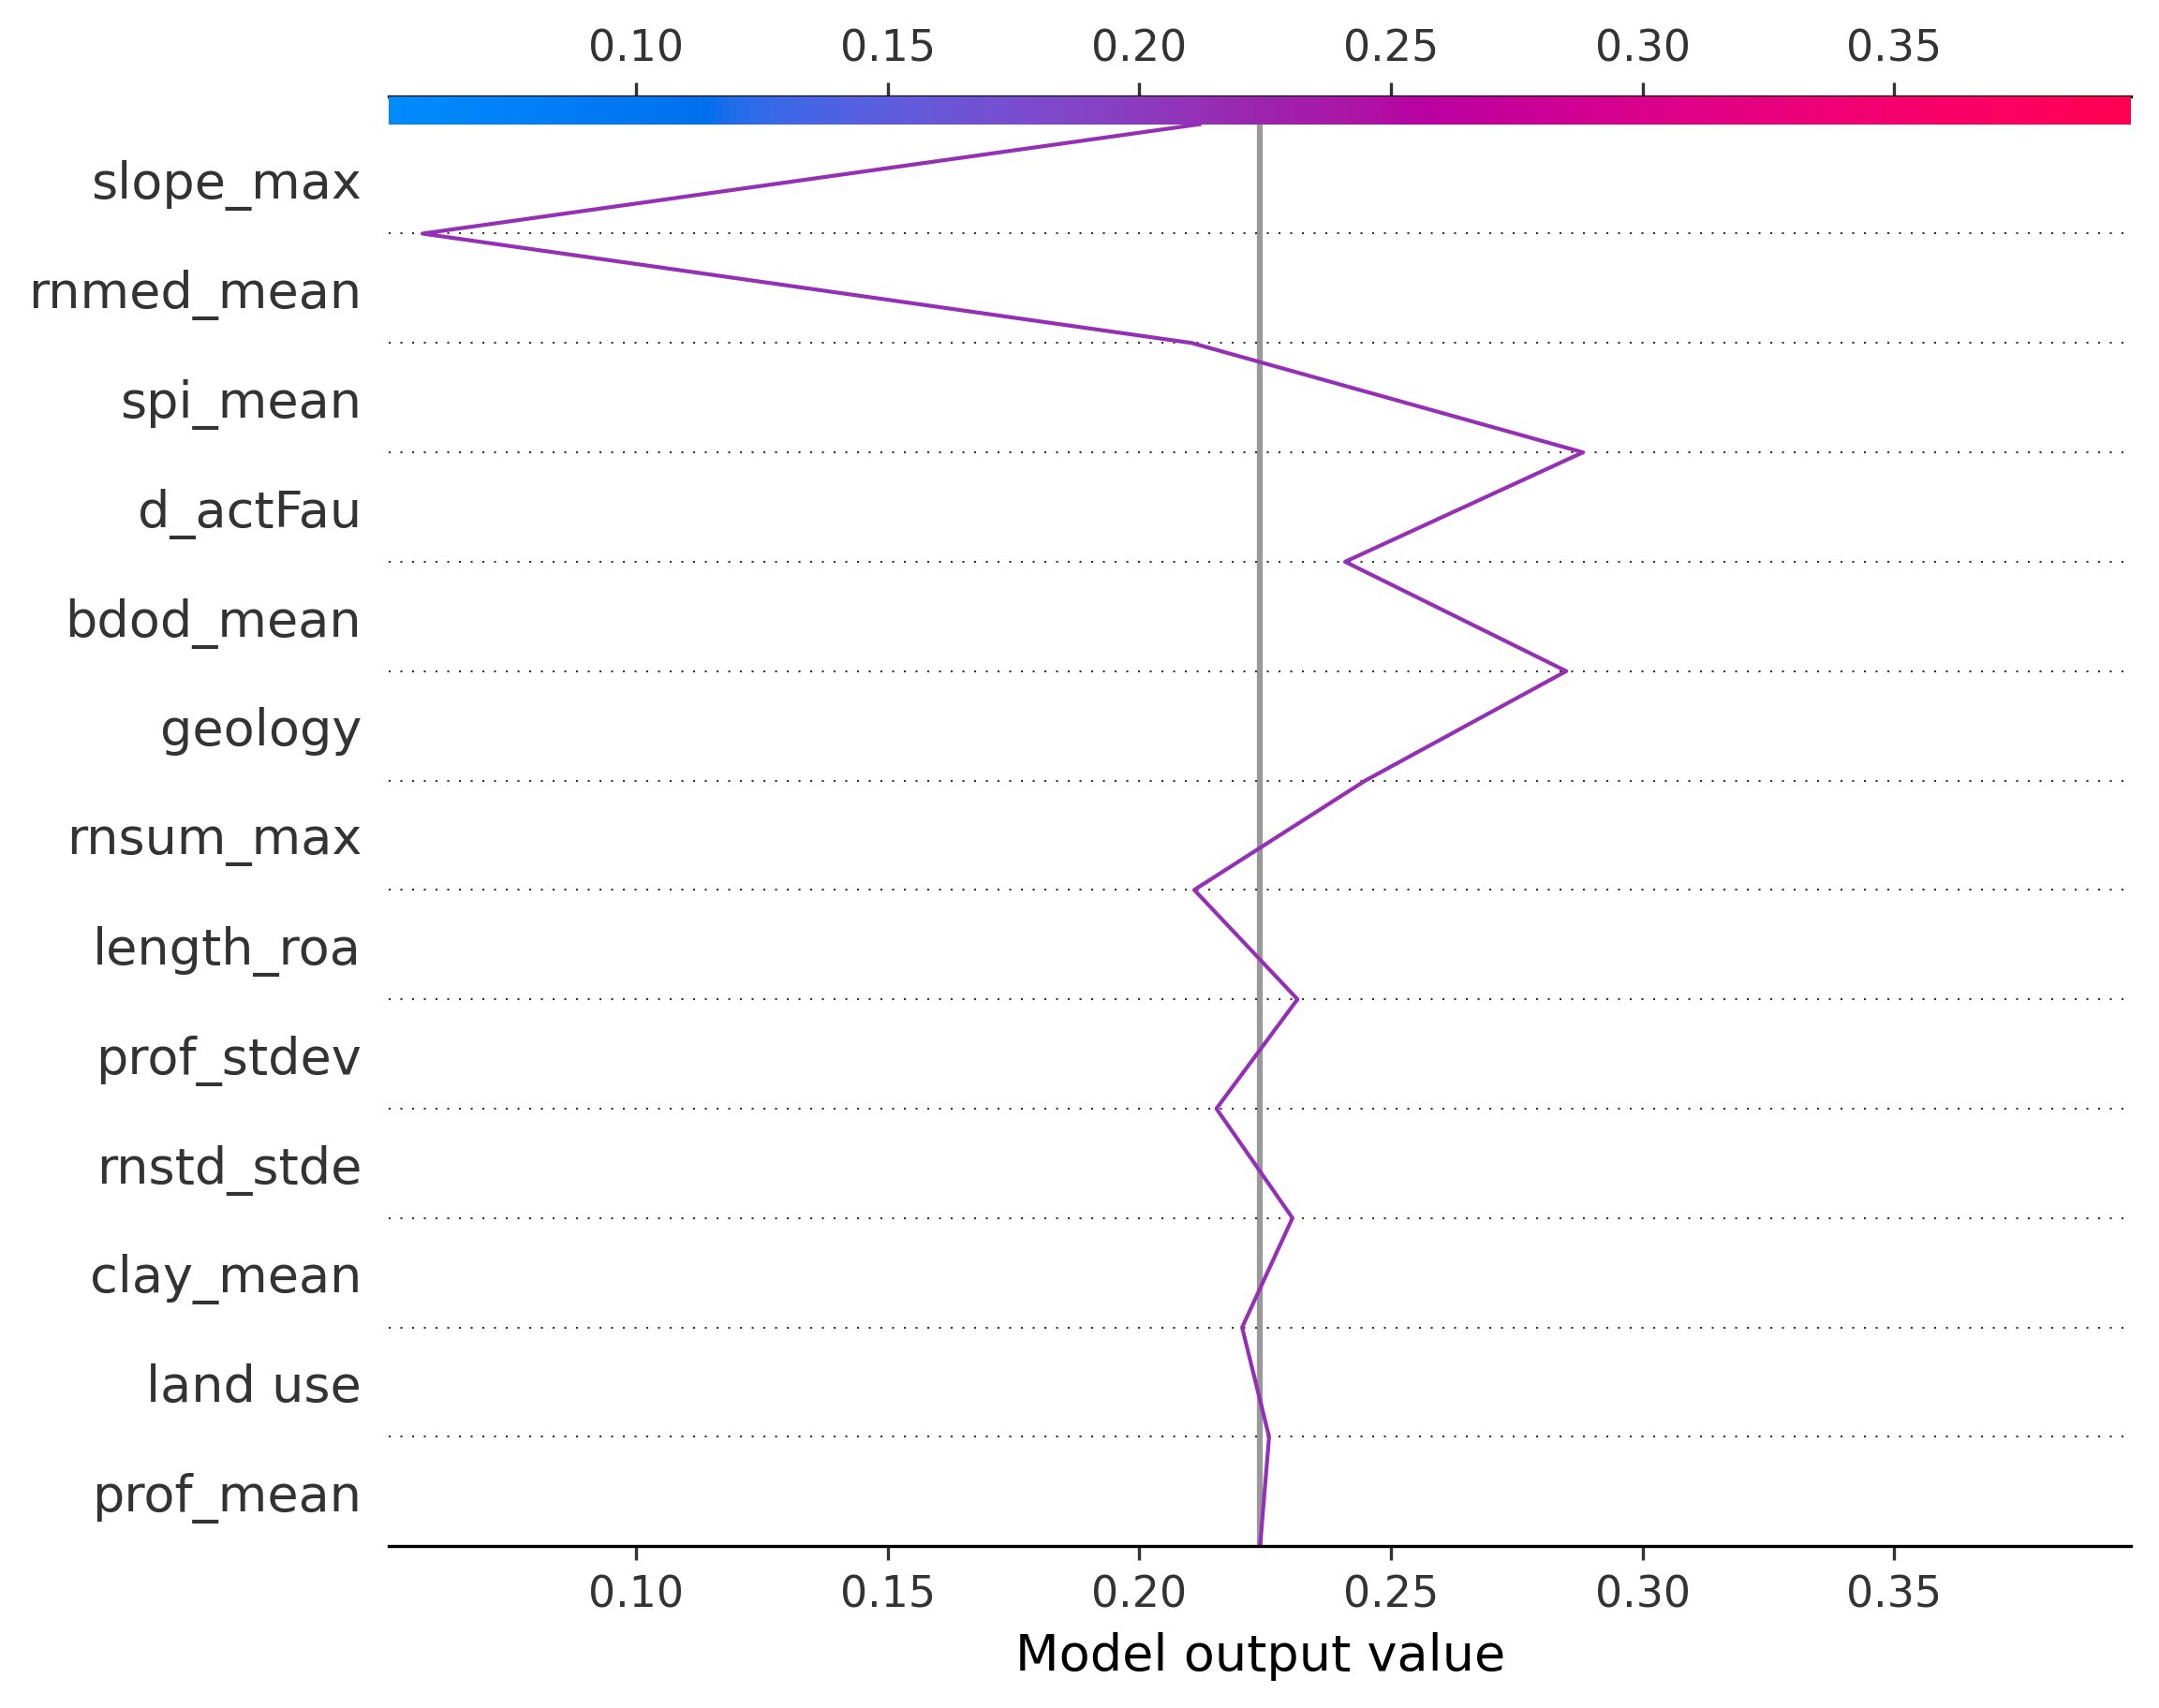 0.10 0.15 0.20 0.25 0.30 0.35
slope_max
rnmed_mean
spi_mean
d_actFau
bdod_mean
geology
rnsum_max
length_roa
prof_stdev
rnstd_stde
clay_mean
land use
prof_mean
0.10 0.15 0.20 0.25 0.30 0.35
Model output value